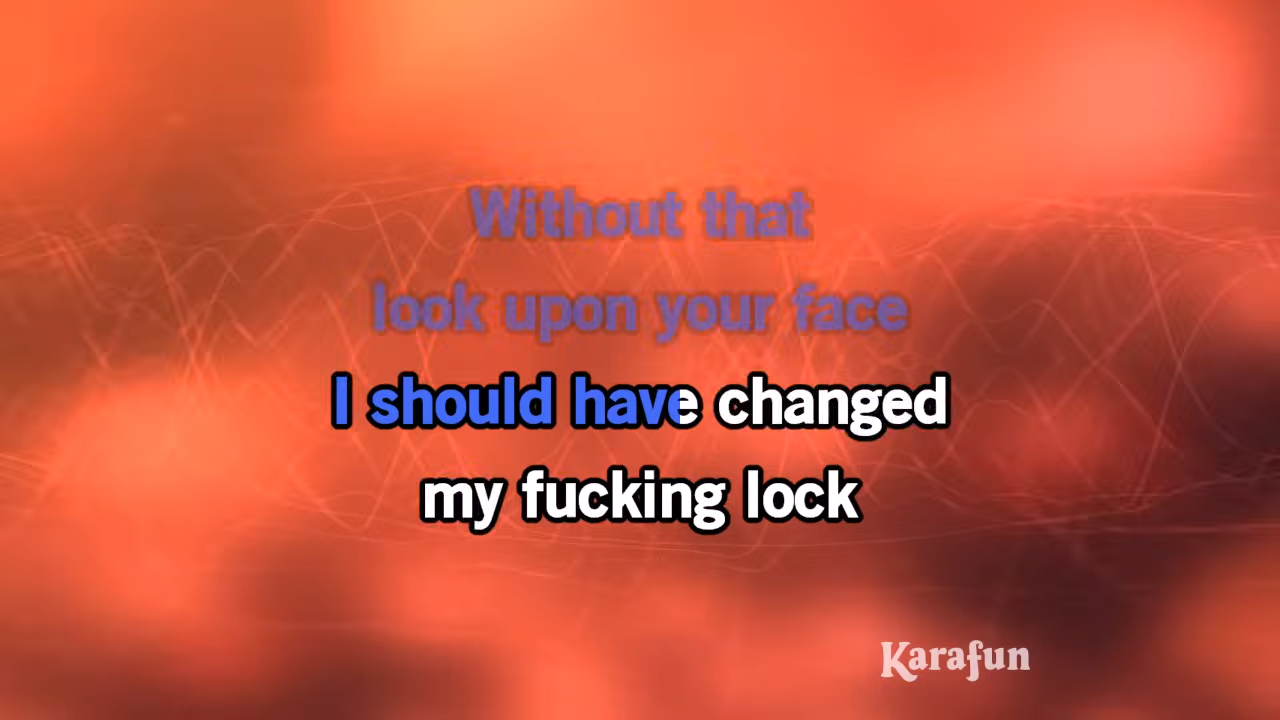 Without that
look upon your face
I should have changed
my fucking lock
Karafun